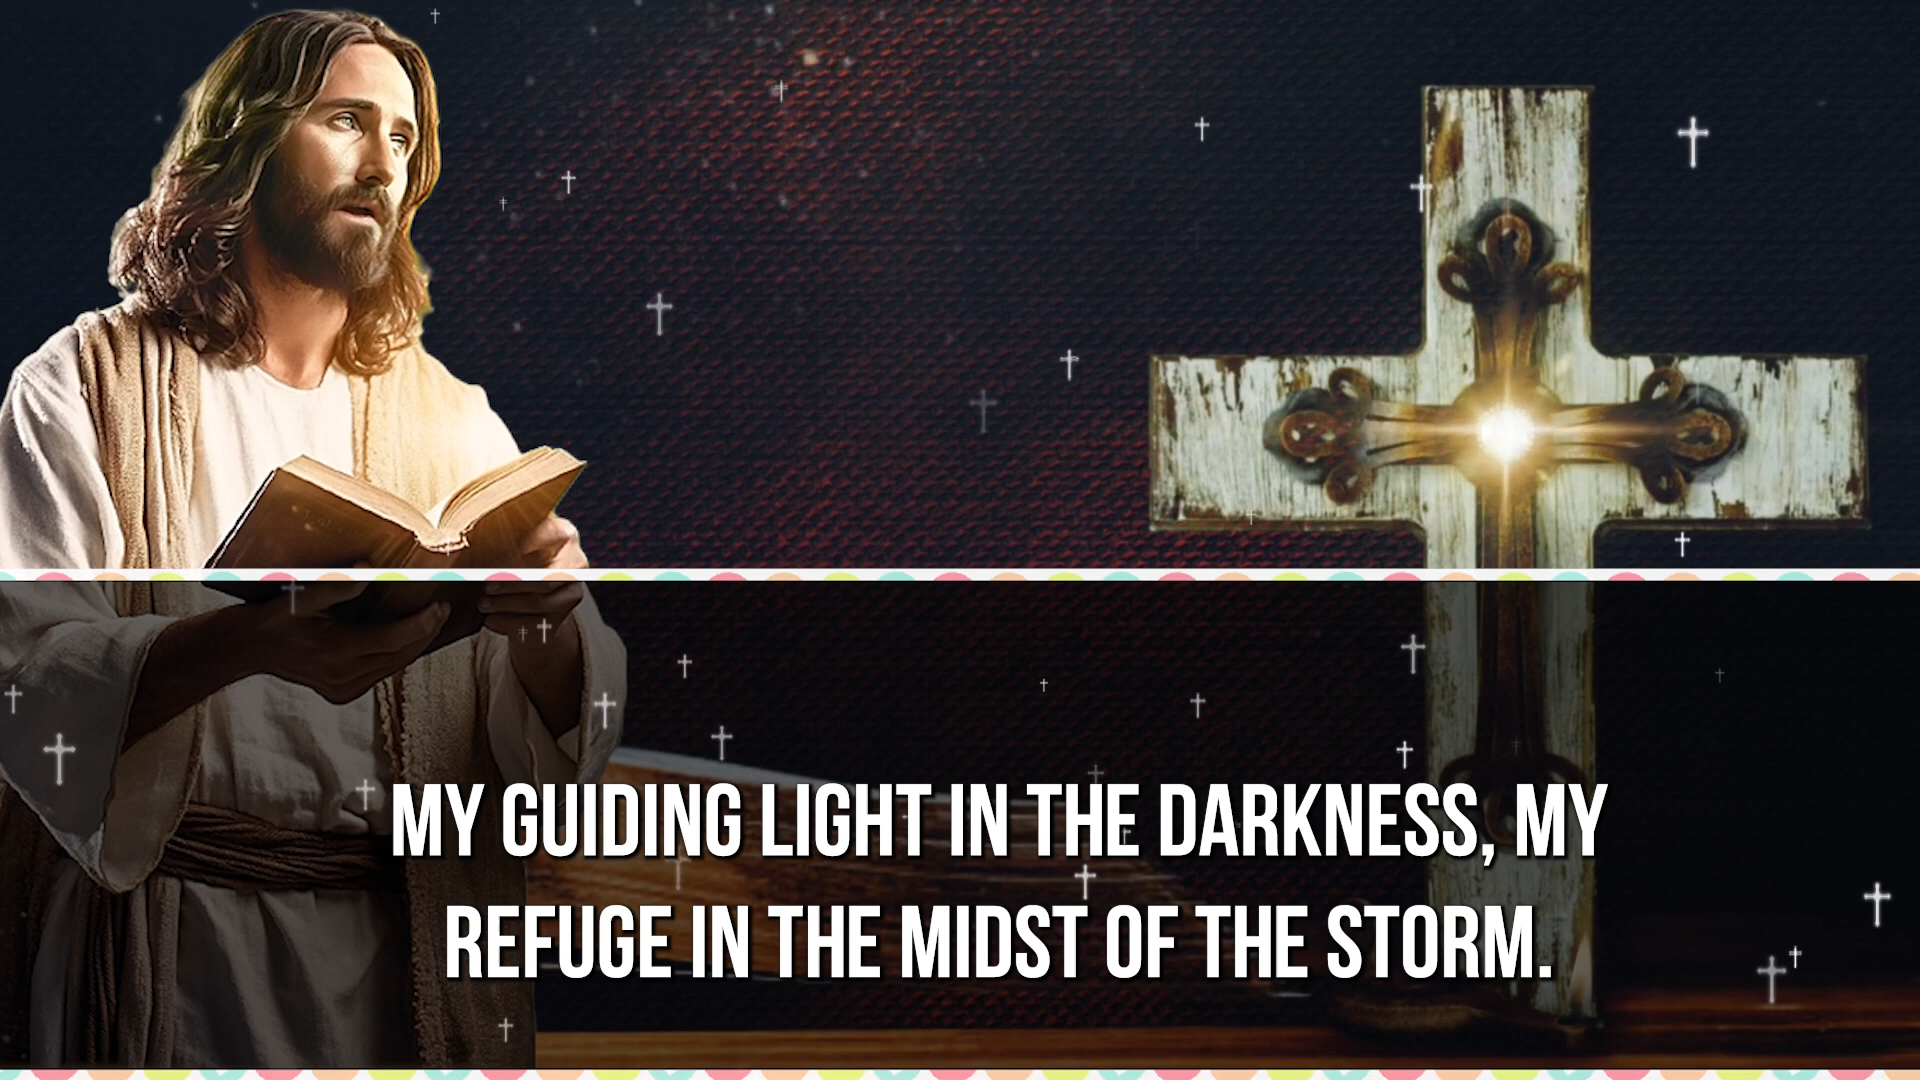 MY GUIDING LIGHT IN THE DARKNESS, MY
REFUGE IN THE MIDST OF THE STORM.